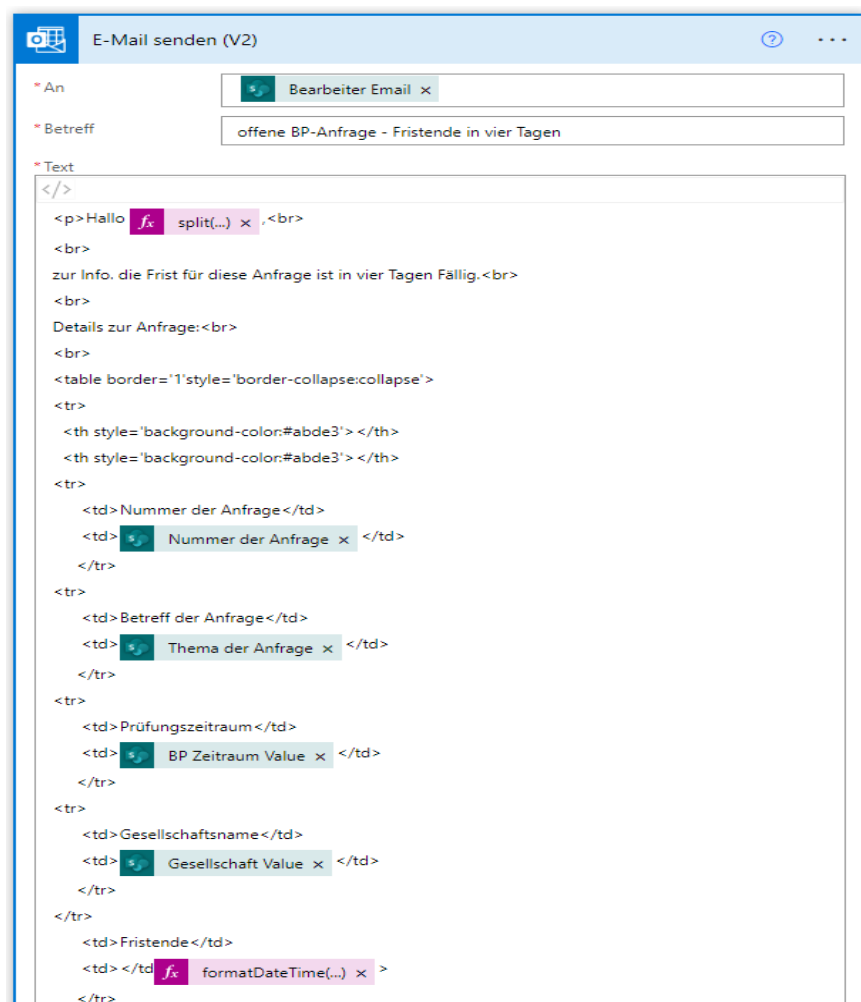 E-Mail senden (V2)
* An Bearbeiter Email ×
* Betreff offene BP-Anfrage - Fristende in vier Tagen
* Text
</>
<p>Hallo fx split(...) × ,<br>
<br>
zur Info. die Frist für diese Anfrage ist in vier Tagen Fällig.<br>
<br>
Details zur Anfrage:<br>
<br>
<table border='1'style='border-collapse:collapse'>
<tr>
<th style='background-color:#abde3'></th>
<th style='background-color:#abde3'></th>
<tr>
<td>Nummer der Anfrage</td>
<td> Nummer der Anfrage × </td>
</tr>
<tr>
<td>Betreff der Anfrage</td>
<td> Thema der Anfrage × </td>
</tr>
<tr>
<td>Prüfungszeitraum</td>
<td> BP Zeitraum Value × </td>
</tr>
<tr>
<td>Gesellschaftsname</td>
<td> Gesellschaft Value × </td>
</tr>
</tr>
<td>Fristende</td>
<td></td fx formatDateTime(...) × >
</tr>